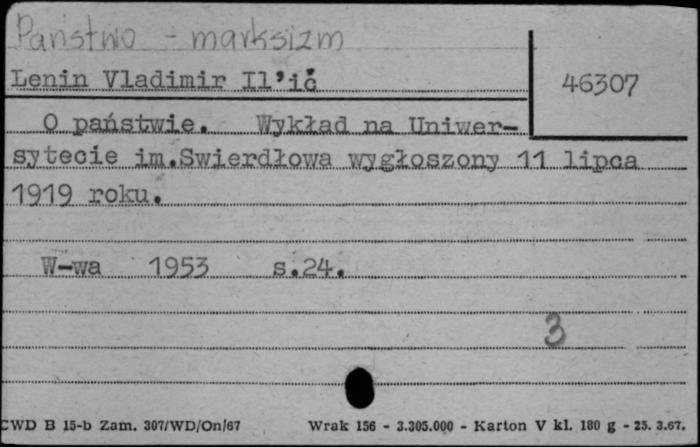 Państwo - marksizm
Lenin Vladimir Il'ič
46307
O państwie. Wykład na Uniwer-
sytecie im.Swierdłowa wygłoszony 11 lipca
1919 roku.
W-wa 1953 s.24.
3
CWD B 15-b Zam. 307/WD/On/67 Wrak 156 - 3.305.000 - Karton V kl. 180 g - 25. 3.67.